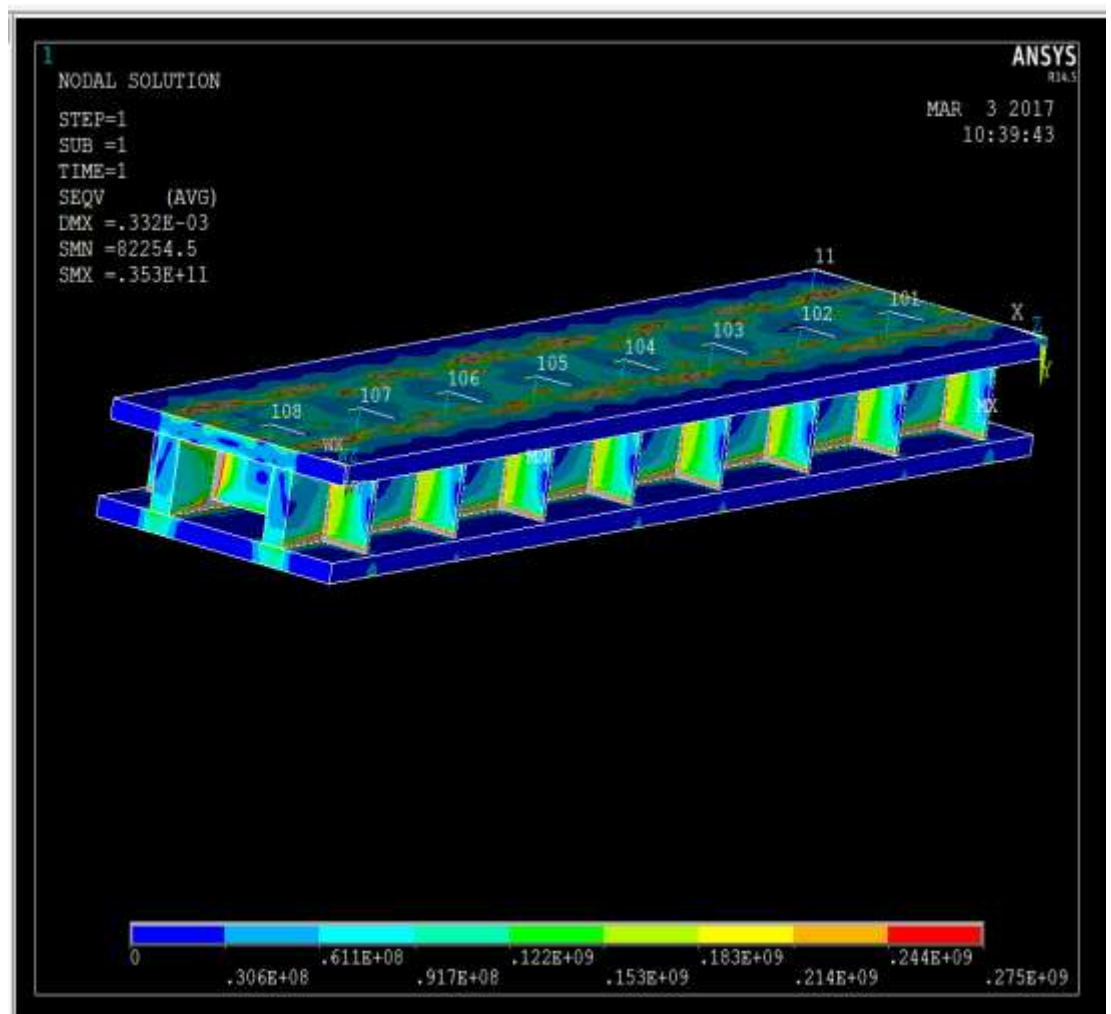 1
ANSYS
R14.5
NODAL SOLUTION
MAR 3 2017
10:39:43
STEP=1
SUB =1
TIME=1
SEQV (AVG)
DMX =.332E-03
SMN =82254.5
SMX =.353E+11
11
101
X
Z
102
Y
103
104
105
106
107
MX
108
WX
0 .611E+08 .122E+09 .183E+09 .244E+09
.306E+08 .917E+08 .153E+09 .214E+09 .275E+09